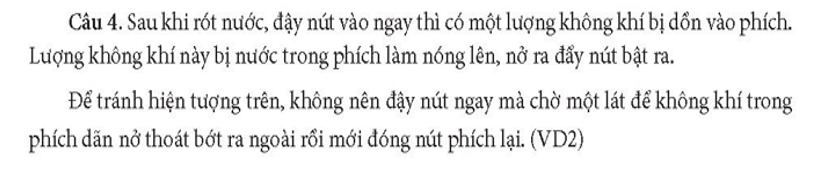 Câu 4. Sau khi rót nước, đậy nút vào ngay thì có một lượng không khí bị dồn vào phích.
Lượng không khí này bị nước trong phích làm nóng lên, nở ra đẩy nút bật ra.
Để tránh hiện tượng trên, không nên đậy nút ngay mà chờ một lát để không khí trong
phích dãn nở thoát bớt ra ngoài rồi mới đóng nút phích lại. (VD2)